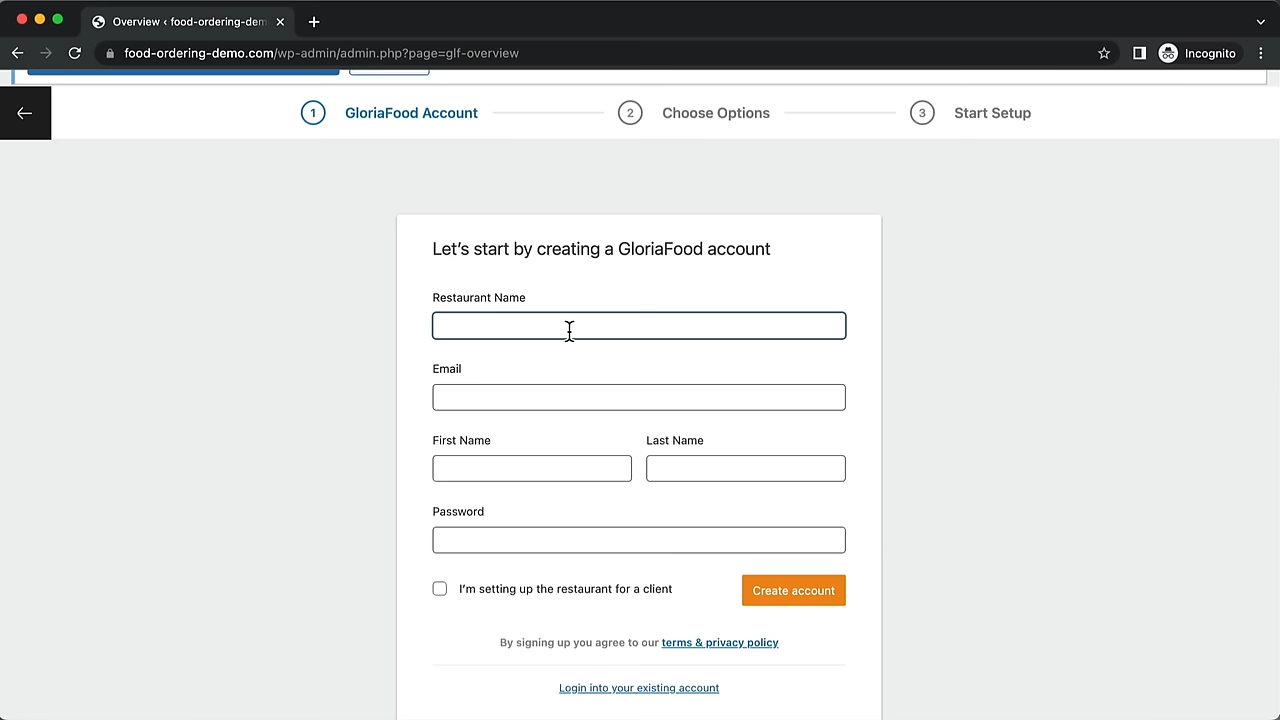 Overview ‹ food-ordering-dem
food-ordering-demo.com/wp-admin/admin.php?page=glf-overview
Incognito
1 GloriaFood Account
2 Choose Options
3 Start Setup
Let’s start by creating a GloriaFood account
Restaurant Name
Email
First Name Last Name
Password
I’m setting up the restaurant for a client
Create account
By signing up you agree to our terms & privacy policy
Login into your existing account